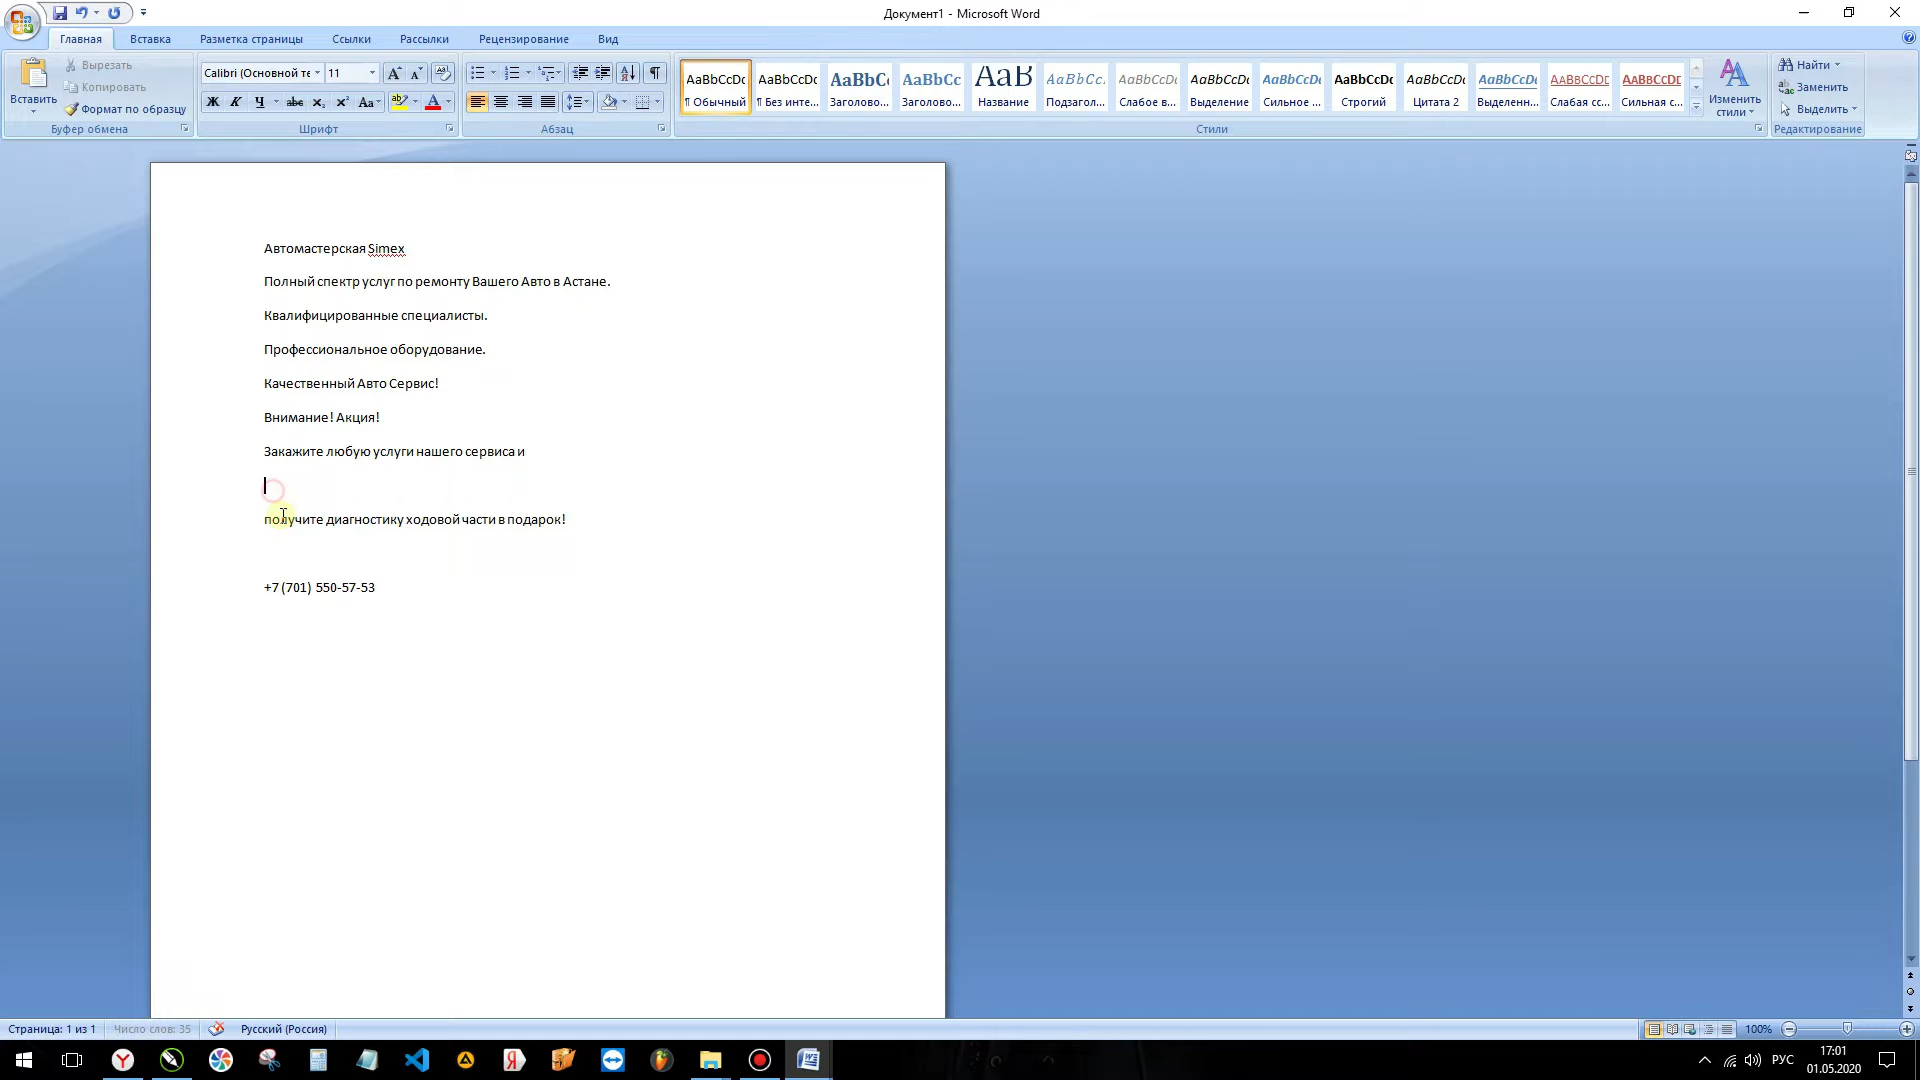 Документ1 - Microsoft Word
Главная Вставка Разметка страницы Ссылки Рассылки Рецензирование Вид
Вставить
Вырезать
Копировать
Формат по образцу
Буфер обмена
Calibri (Основной те 11
Ж К Ч abc x₂ x² Aa
Шрифт
Абзац
AaBbCcDc AaBbCcDc AaBbC AaBbCc АаВ AaBbCc. AaBbCcDc AaBbCcDc AaBbCcDc AaBbCcDc AaBbCcDc AaBbCcDc AaBbCcDc AaBbCcDc
¶ Обычный ¶ Без инте... Заголово... Заголово... Название Подзагол... Слабое в... Выделение Сильное ... Строгий Цитата 2 Выделенн... Слабая сс... Сильная с...
Стили
Изменить
стили
Найти
Заменить
Выделить
Редактирование
Автомастерская Simex
Полный спектр услуг по ремонту Вашего Авто в Астане.
Квалифицированные специалисты.
Профессиональное оборудование.
Качественный Авто Сервис!
Внимание! Акция!
Закажите любую услуги нашего сервиса и
получите диагностику ходовой части в подарок!
+7 (701) 550-57-53
Страница: 1 из 1 Число слов: 35 Русский (Россия) 100%
РУС
17:01
01.05.2020